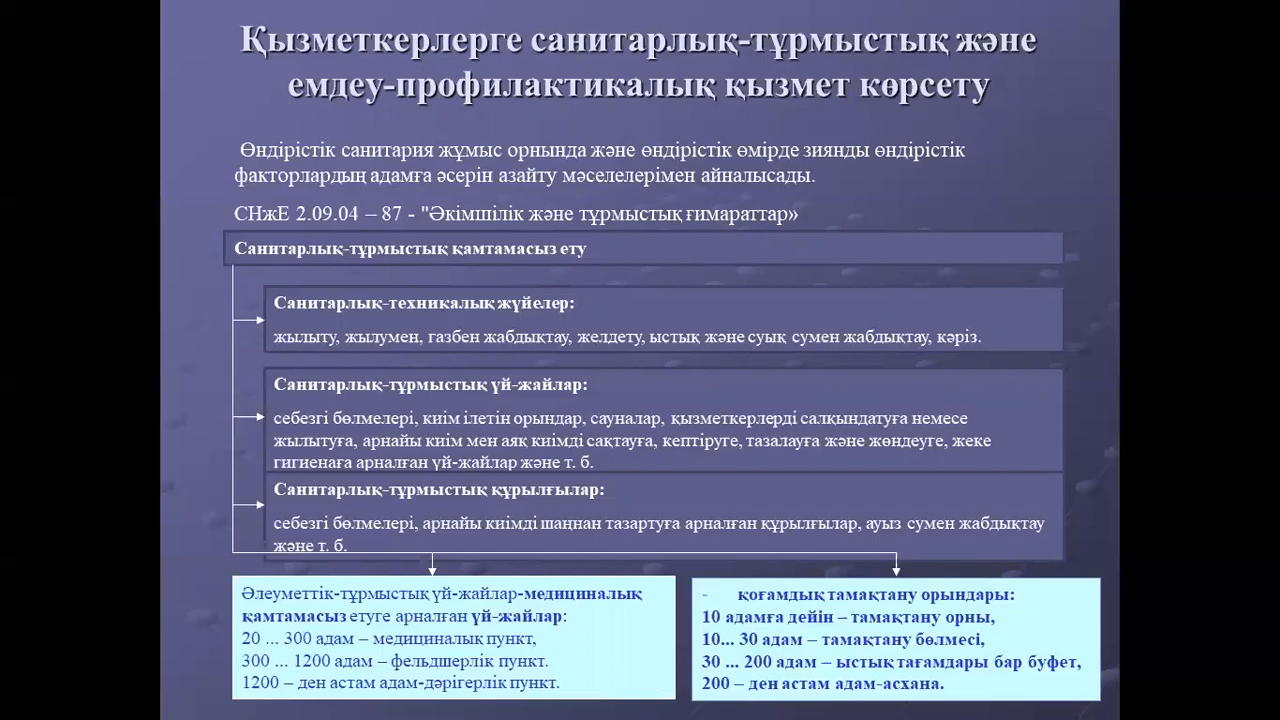 Қызметкерлерге санитарлық-тұрмыстық және
емдеу-профилактикалық қызмет көрсету
Өндірістік санитария жұмыс орнында және өндірістік өмірде зиянды өндірістік
факторлардың адамға әсерін азайту мәселелерімен айналысады.
СНжЕ 2.09.04 – 87 - "Әкімшілік және тұрмыстық ғимараттар»
Санитарлық-тұрмыстық қамтамасыз ету
Санитарлық-техникалық жүйелер:
жылыту, жылумен, газбен жабдықтау, желдету, ыстық және суық сумен жабдықтау, кәріз.
Санитарлық-тұрмыстық үй-жайлар:
себезгі бөлмелері, киім ілетін орындар, сауналар, қызметкерлерді салқындатуға немесе
жылытуға, арнайы киім мен аяқ киімді сақтауға, кептіруге, тазалауға және жөндеуге, жеке
гигиенаға арналған үй-жайлар және т. б.
Санитарлық-тұрмыстық құрылғылар:
себезгі бөлмелері, арнайы киімді шаңнан тазартуға арналған құрылғылар, ауыз сумен жабдықтау
және т. б.
Әлеуметтік-тұрмыстық үй-жайлар-медициналық
қамтамасыз етуге арналған үй-жайлар:
20 ... 300 адам – медициналық пункт,
300 ... 1200 адам – фельдшерлік пункт.
1200 – ден астам адам-дәрігерлік пункт.
- қоғамдық тамақтану орындары:
10 адамға дейін – тамақтану орны,
10... 30 адам – тамақтану бөлмесі,
30 ... 200 адам – ыстық тағамдары бар буфет,
200 – ден астам адам-асхана.